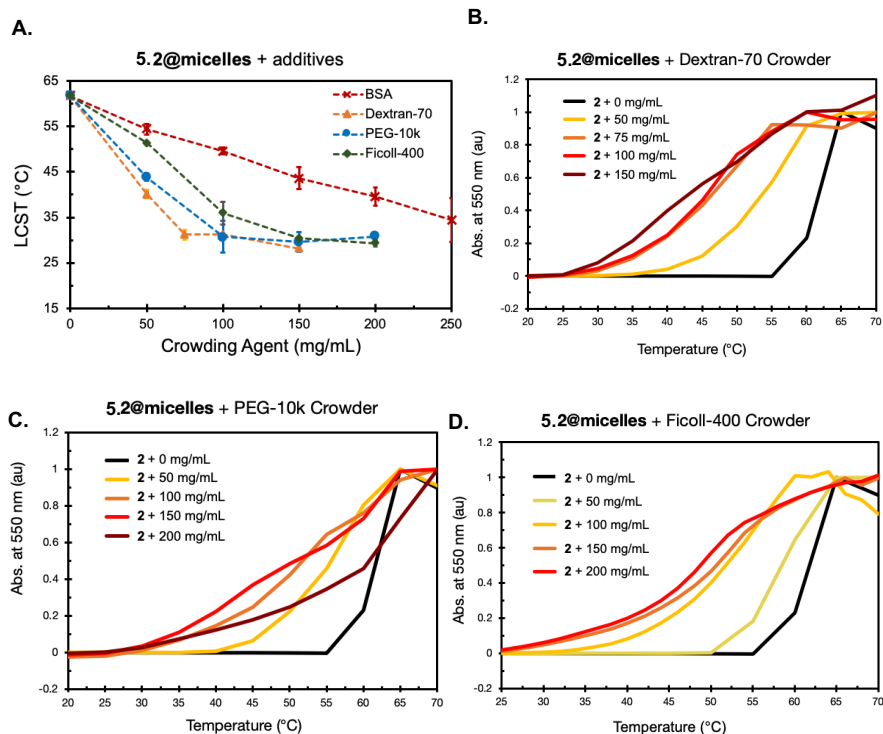 A.
5.2@micelles + additives
LCST (°C)
65
55
45
35
25
15
BSA
Dextran-70
PEG-10k
Ficoll-400
0
50
100
150
200
250
Crowding Agent (mg/mL)
B.
5.2@micelles + Dextran-70 Crowder
Abs. at 550 nm (au)
1.2
1
0.8
0.6
0.4
0.2
0
-0.2
2 + 0 mg/mL
2 + 50 mg/mL
2 + 75 mg/mL
2 + 100 mg/mL
2 + 150 mg/mL
20 25 30 35 40 45 50 55 60 65 70
Temperature (°C)
C.
5.2@micelles + PEG-10k Crowder
Abs. at 550 nm (au)
1.2
1
0.8
0.6
0.4
0.2
0
-0.2
2 + 0 mg/mL
2 + 50 mg/mL
2 + 100 mg/mL
2 + 150 mg/mL
2 + 200 mg/mL
20 25 30 35 40 45 50 55 60 65 70
Temperature (°C)
D.
5.2@micelles + Ficoll-400 Crowder
Abs. at 550 nm (au)
1.2
1
0.8
0.6
0.4
0.2
0
-0.2
2 + 0 mg/mL
2 + 50 mg/mL
2 + 100 mg/mL
2 + 150 mg/mL
2 + 200 mg/mL
25 30 35 40 45 50 55 60 65 70
Temperature (°C)